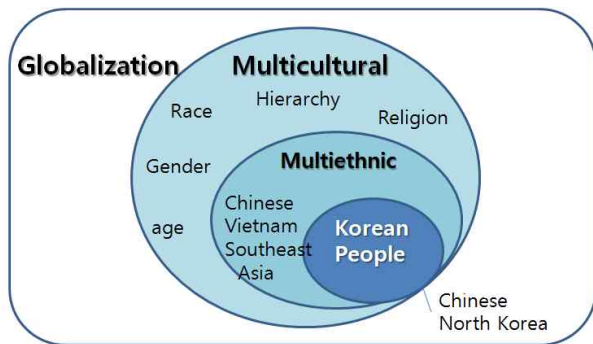 Globalization
Multicultural
Hierarchy
Race
Religion
Gender
Multiethnic
age
Chinese
Vietnam
Southeast
Asia
Korean
People
Chinese
North Korea